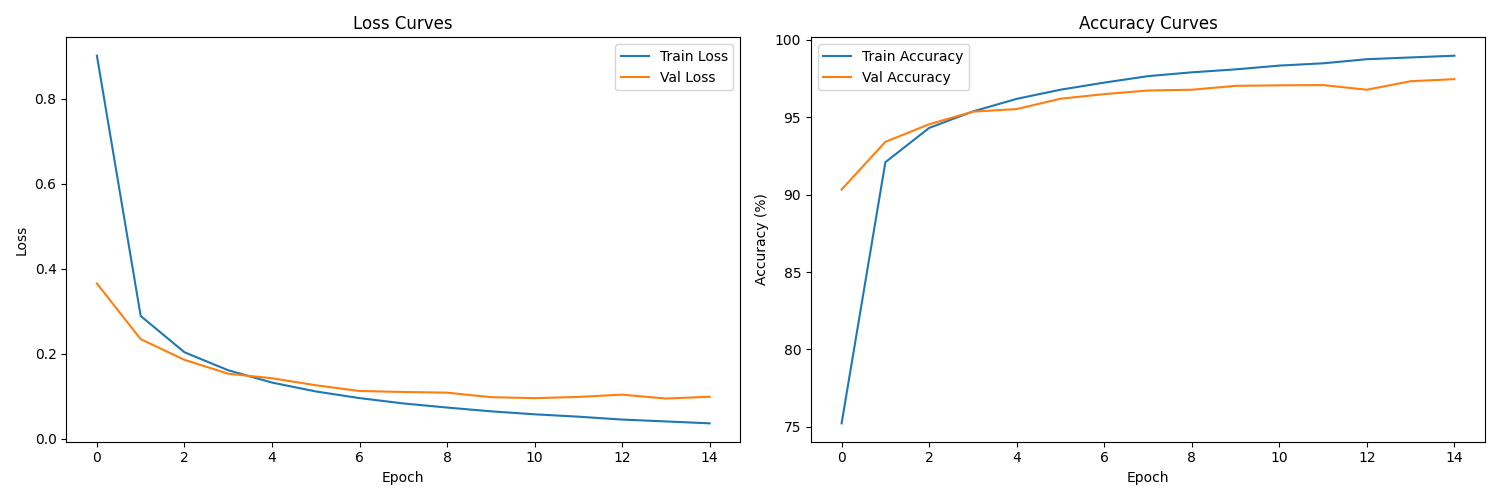 Loss Curves
Train Loss
Val Loss
0.8
0.6
0.4
0.2
0.0
Loss
0 2 4 6 8 10 12 14
Epoch
Accuracy Curves
Train Accuracy
Val Accuracy
100
95
90
85
80
75
Accuracy (%)
0 2 4 6 8 10 12 14
Epoch